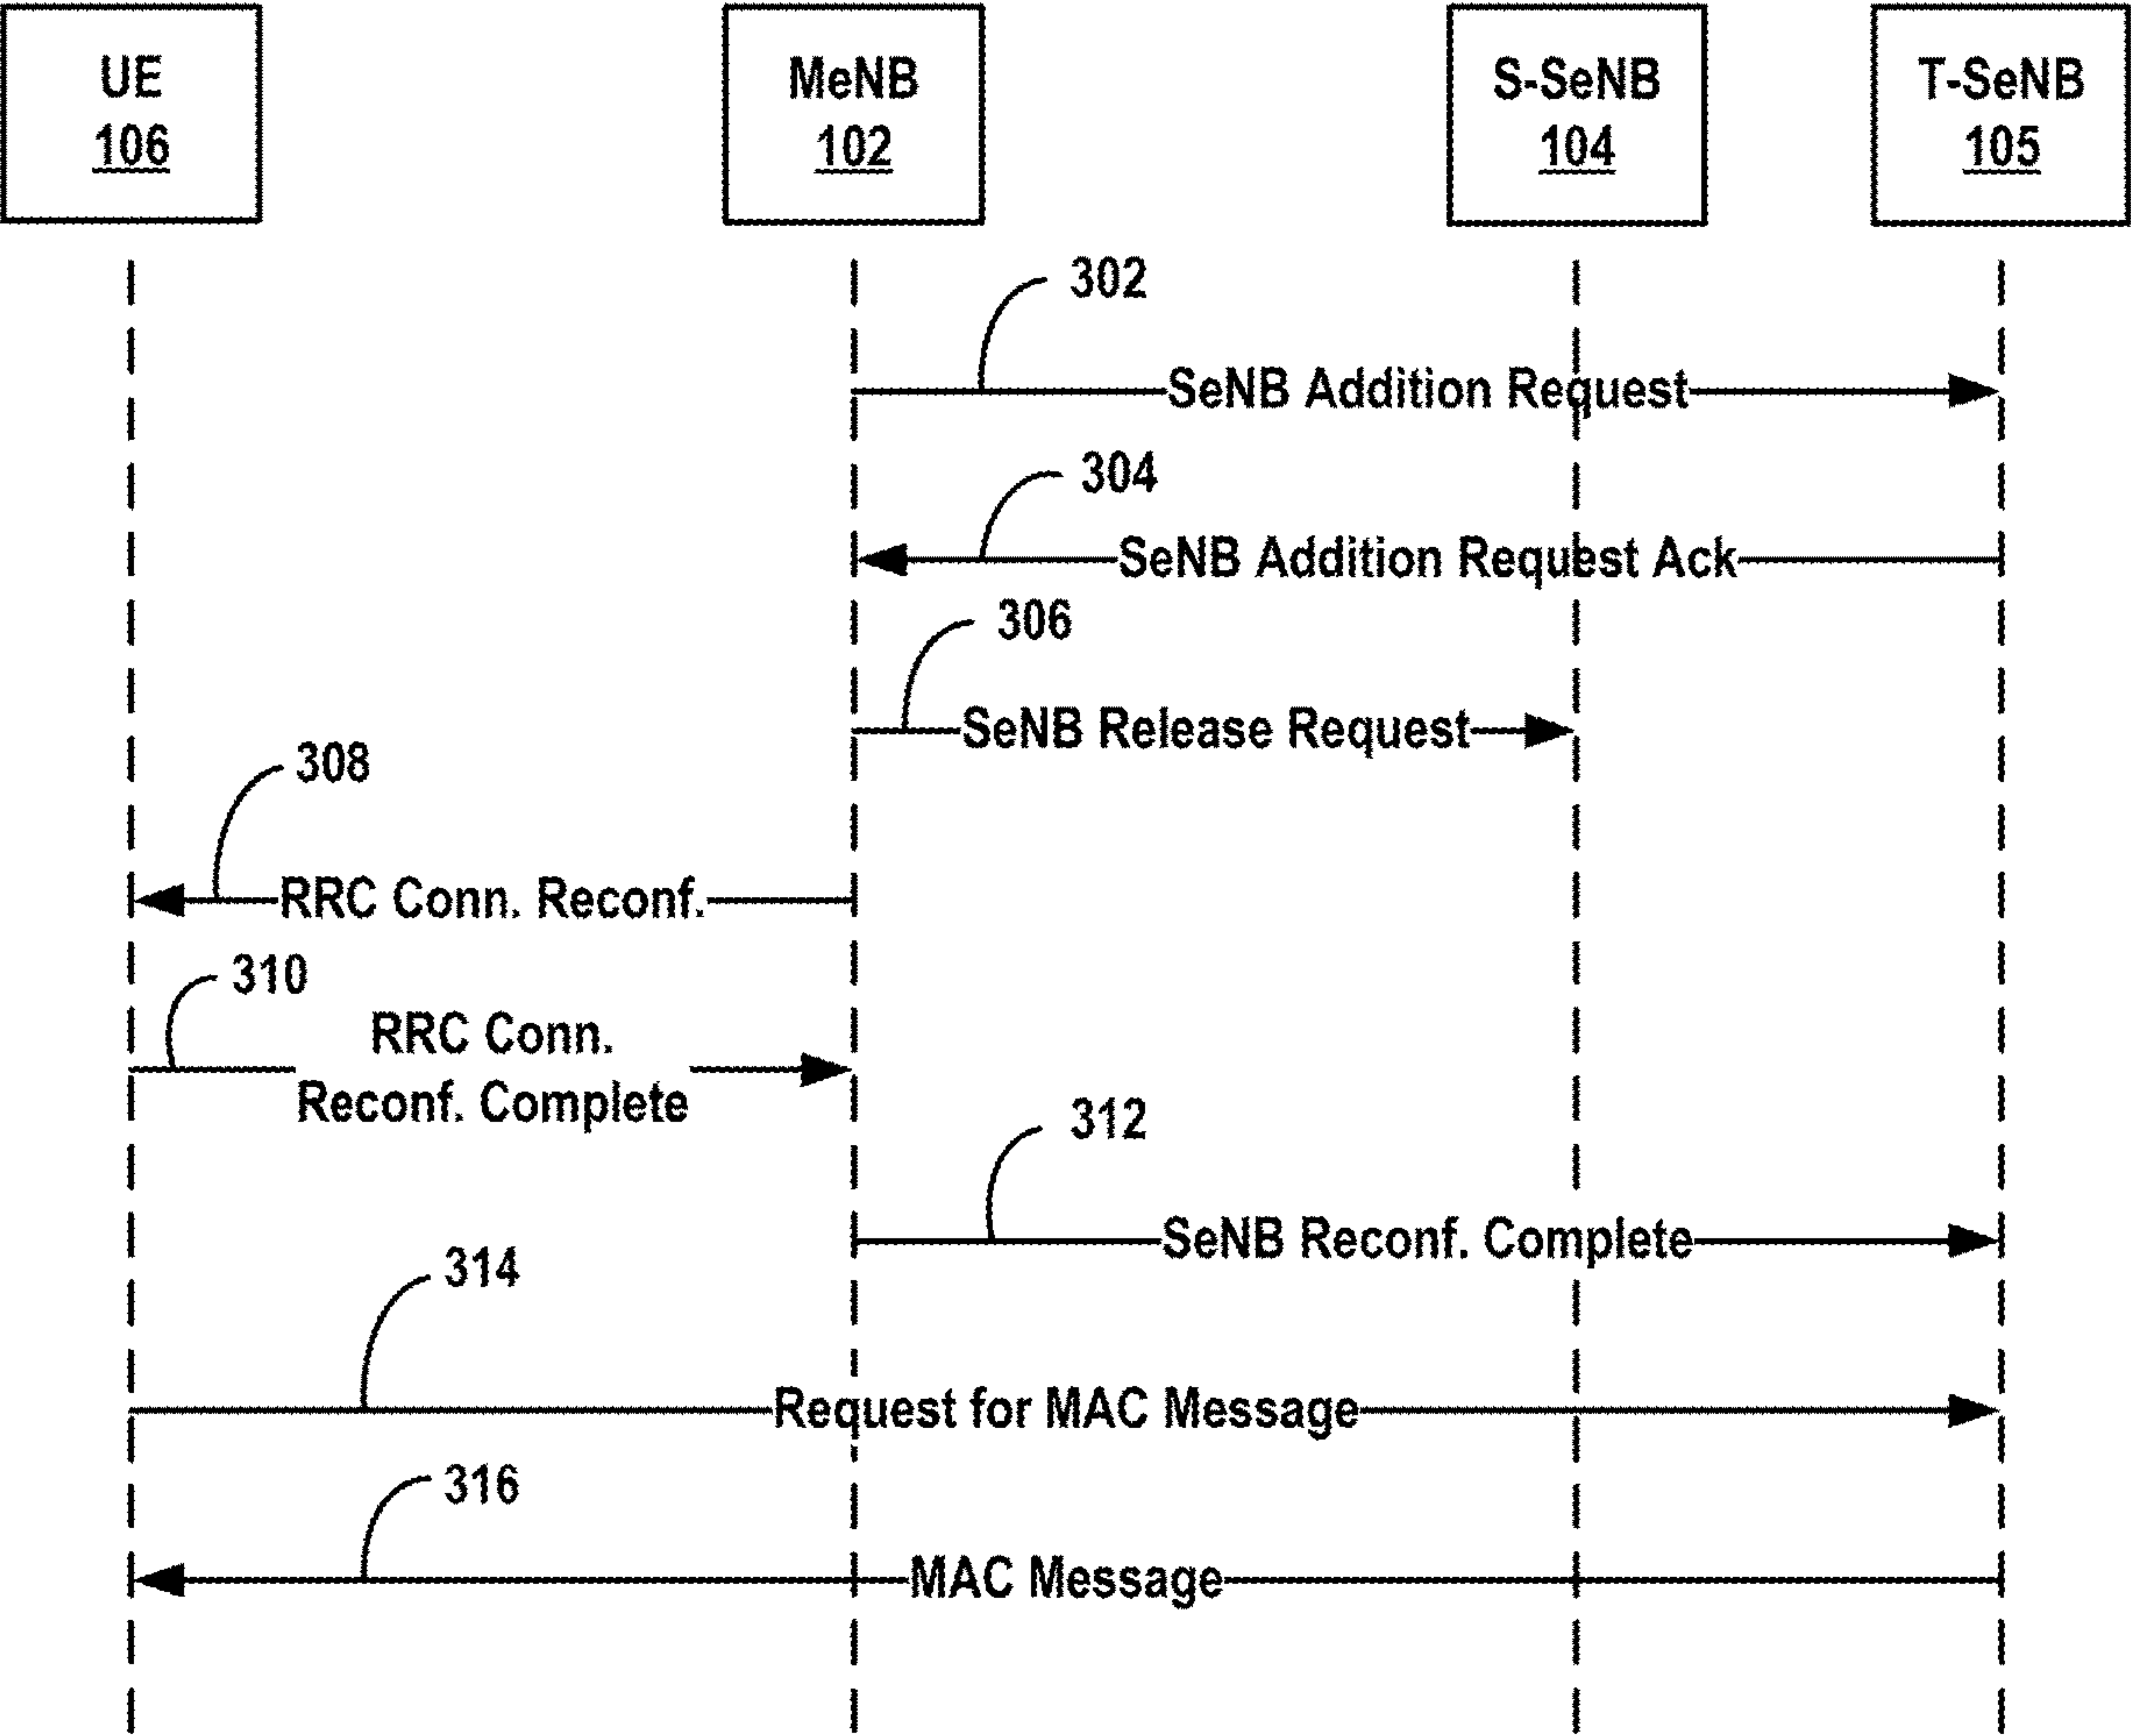 UE
106
MeNB
102
S-SeNB
104
T-SeNB
105
302
SeNB Addition Request
304
SeNB Addition Request Ack
306
SeNB Release Request
308
RRC Conn. Reconf.
310
RRC Conn.
Reconf. Complete
312
SeNB Reconf. Complete
314
Request for MAC Message
316
MAC Message